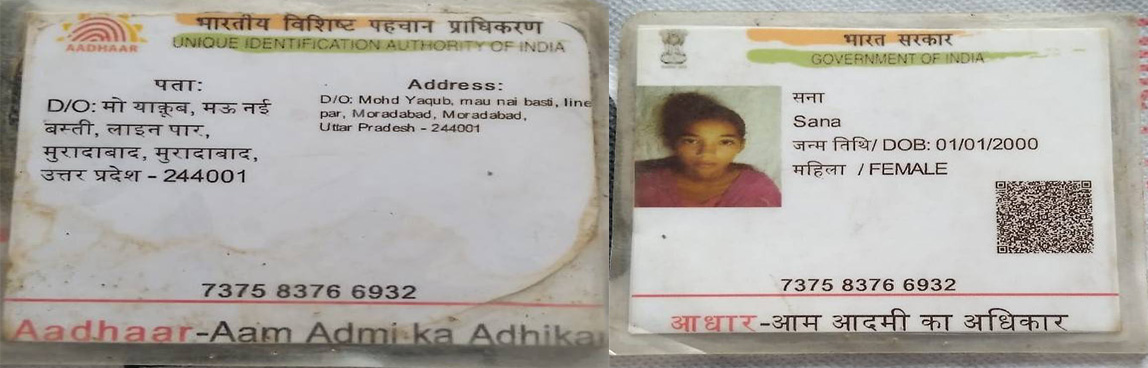 भारतीय विशिष्ट पहचान प्राधिकरण
UNIQUE IDENTIFICATION AUTHORITY OF INDIA
AADHAAR
पता:
D/O: मो याक़ूब, मऊ नई
बस्ती, लाइन पार,
मुरादाबाद, मुरादाबाद,
उत्तर प्रदेश - 244001
Address:
D/O: Mohd Yaqub, mau nai basti, line
par, Moradabad, Moradabad,
Uttar Pradesh - 244001
7375 8376 6932
Aadhaar-Aam Admi ka Adhikar
भारत सरकार
GOVERNMENT OF INDIA
सना
Sana
जन्म तिथि/ DOB: 01/01/2000
महिला / FEMALE
7375 8376 6932
आधार-आम आदमी का अधिकार